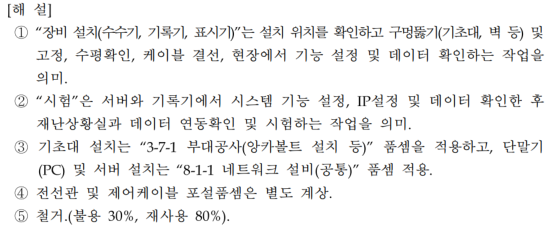 [해 설]
① “장비 설치(수수기, 기록기, 표시기)”는 설치 위치를 확인하고 구멍뚫기(기초대, 벽 등) 및
고정, 수평확인, 케이블 결선, 현장에서 기능 설정 및 데이터 확인하는 작업을
의미.
② “시험”은 서버와 기록기에서 시스템 기능 설정, IP설정 및 데이터 확인한 후
재난상황실과 데이터 연동확인 및 시험하는 작업을 의미.
③ 기초대 설치는 “3-7-1 부대공사(앙카볼트 설치 등)” 품셈을 적용하고, 단말기
(PC) 및 서버 설치는 “8-1-1 네트워크 설비(공통)” 품셈 적용.
④ 전선관 및 제어케이블 포설품셈은 별도 계상.
⑤ 철거.(불용 30%, 재사용 80%).